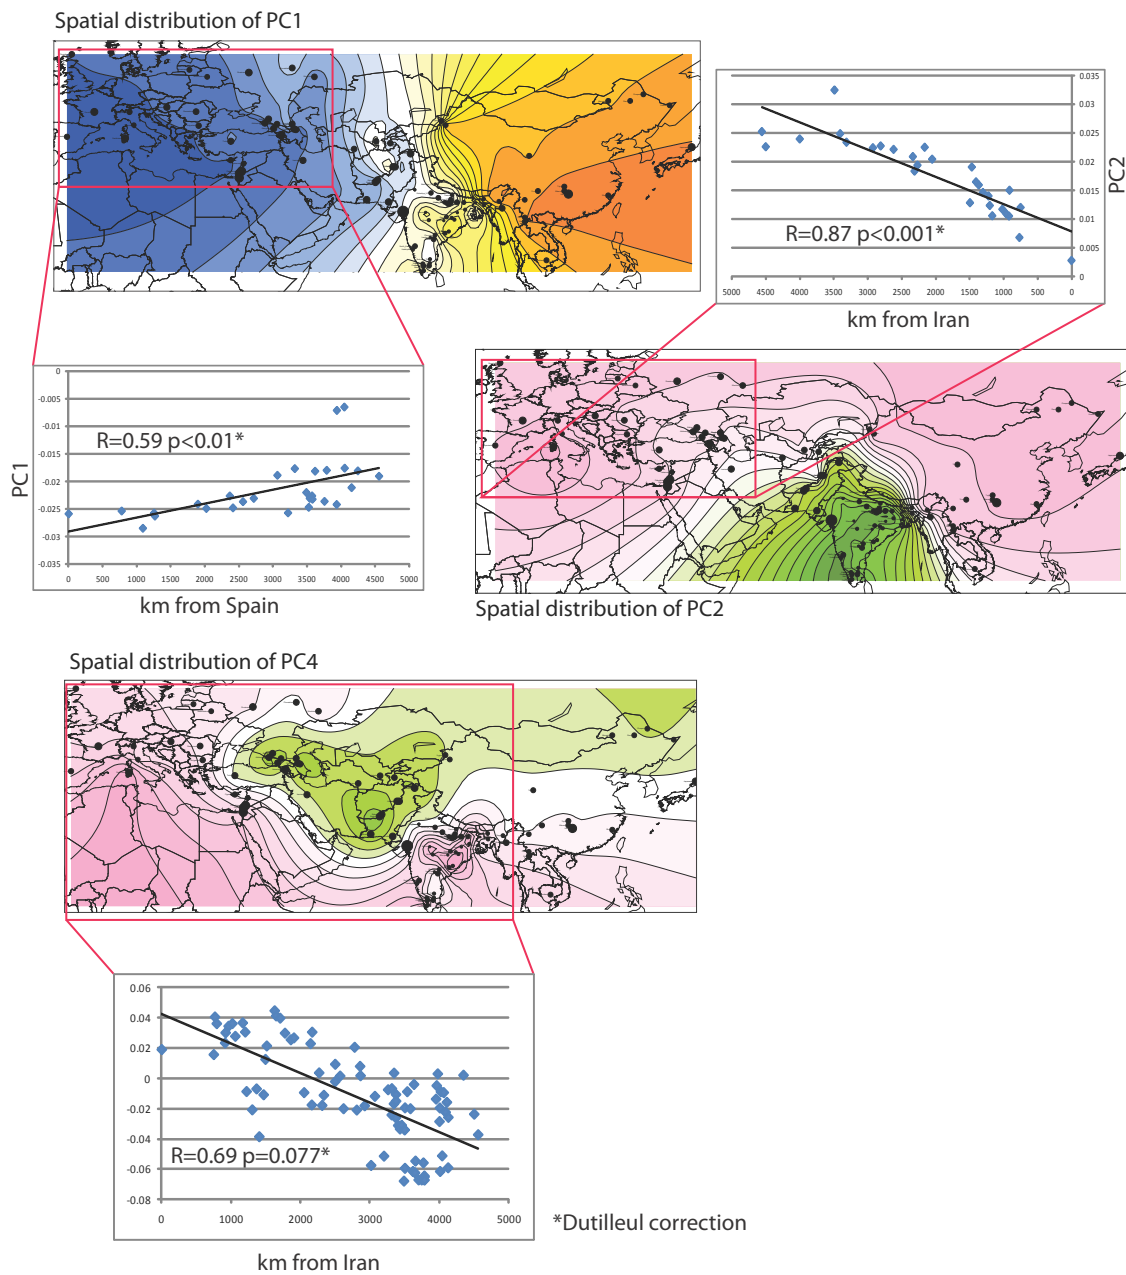 Spatial distribution of PC1
0.035
0.03
0.025
0.02
0.015
0.01
0.005
0
PC2
R=0.87 p<0.001*
5000 4500 4000 3500 3000 2500 2000 1500 1000 500 0
km from Iran
0
-0.005
-0.01
-0.015
-0.02
-0.025
-0.03
-0.035
PC1
R=0.59 p<0.01*
0 500 1000 1500 2000 2500 3000 3500 4000 4500 5000
km from Spain
Spatial distribution of PC2
Spatial distribution of PC4
0.06
0.04
0.02
0
-0.02
-0.04
-0.06
-0.08
R=0.69 p=0.077*
0 1000 2000 3000 4000 5000
km from Iran
*Dutilleul correction